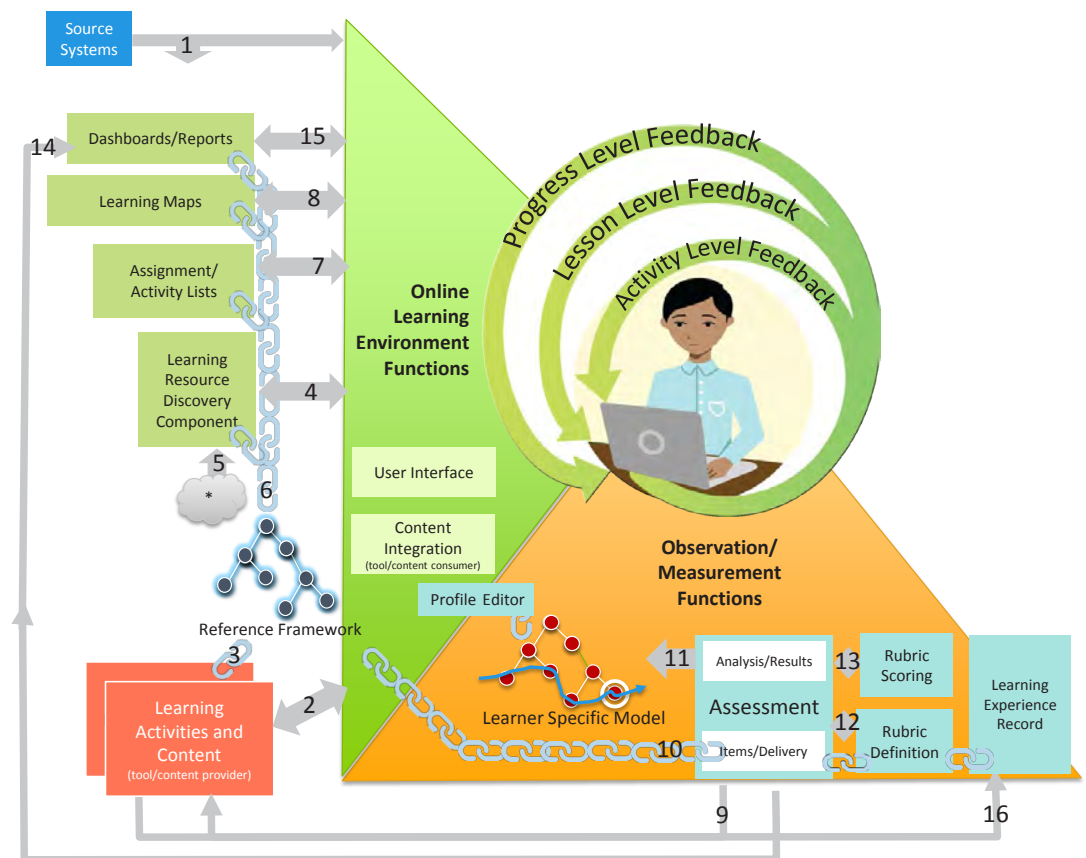 Source
Systems
1
14
Dashboards/Reports
15
Learning Maps
8
Assignment/
Activity Lists
7
Learning
Resource
Discovery
Component
4
5
*
6
Reference Framework
3
Learning
Activities and
Content
(tool/content provider)
2
Online
Learning
Environment
Functions
User Interface
Content
Integration
(tool/content consumer)
Progress Level Feedback
Lesson Level Feedback
Activity Level Feedback
Observation/
Measurement
Functions
Profile Editor
Learner Specific Model
11
Analysis/Results
Assessment
Items/Delivery
10
13
Rubric
Scoring
12
Rubric
Definition
Learning
Experience
Record
9
16